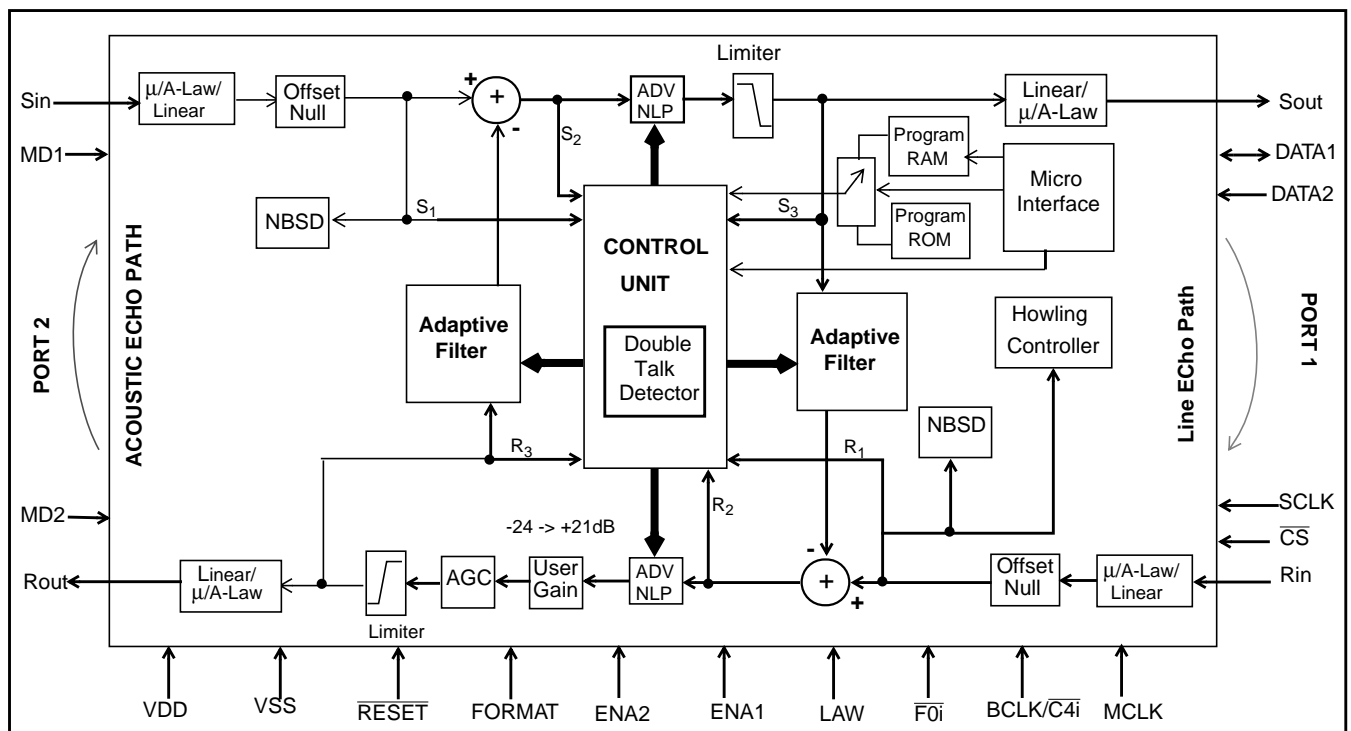 Limiter
μ/A-Law/
Linear
Offset
Null
+
+
-
ADV
NLP
Linear/
μ/A-Law
Sin
Sout
MD1
DATA1
DATA2
S2
Program
RAM
Micro
Interface
NBSD
S1
S3
Program
ROM
CONTROL
UNIT
PORT 2
ACOUSTIC ECHO PATH
Adaptive
Filter
Double
Talk
Detector
Adaptive
Filter
Howling
Controller
Line ECho Path
PORT 1
NBSD
R3
R1
R2
MD2
SCLK
CS
-24 -> +21dB
-
+
+
Rout
Linear/
μ/A-Law
AGC
User
Gain
ADV
NLP
Offset
Null
μ/A-Law/
Linear
Rin
Limiter
VDD
VSS
RESET
FORMAT
ENA2
ENA1
LAW
F0i
BCLK/C4i
MCLK